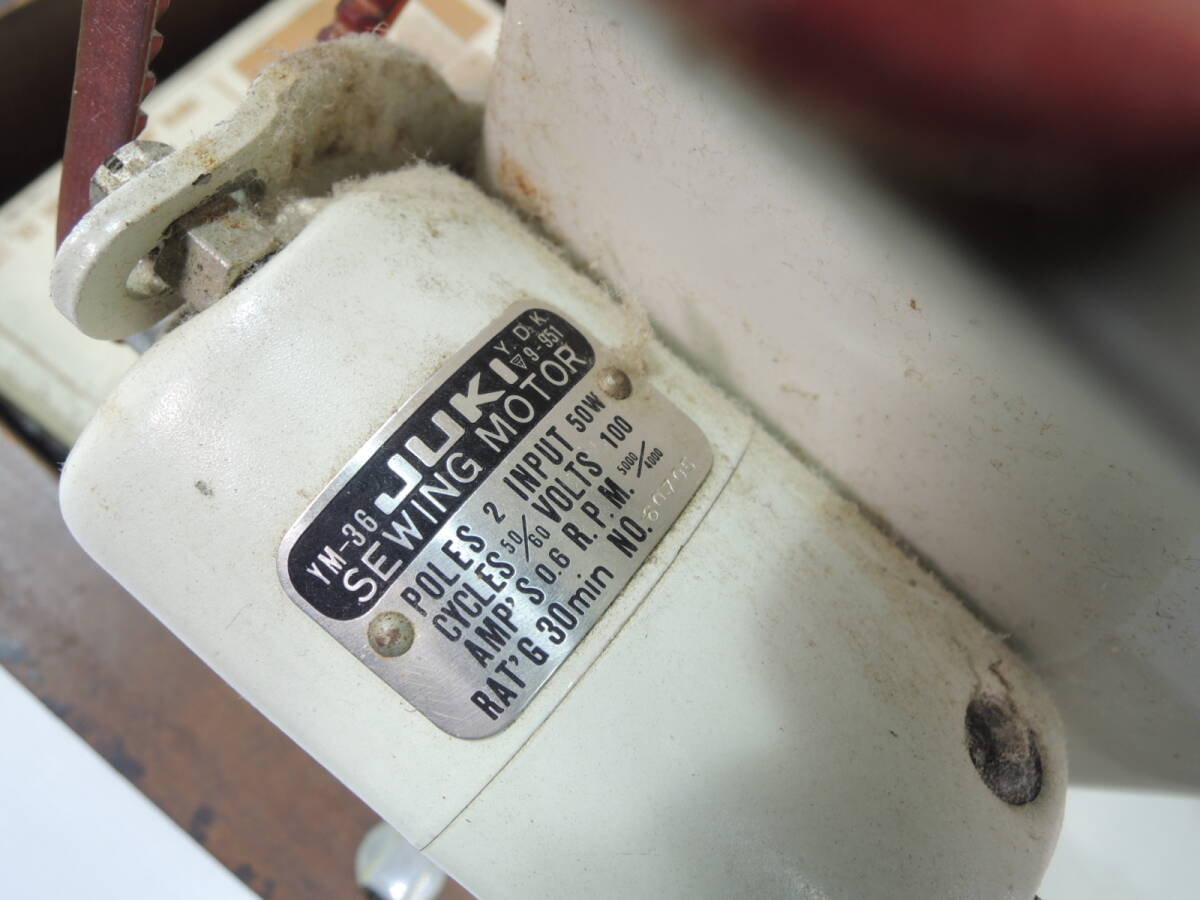 Y.D.K.
YM-36 JUKI ▽9-951
SEWING MOTOR
POLES 2 INPUT 50W
CYCLES 50/60 VOLTS 100
AMP'S 0.6 R.P.M. 5000/4000
RAT'G 30min NO. 60795